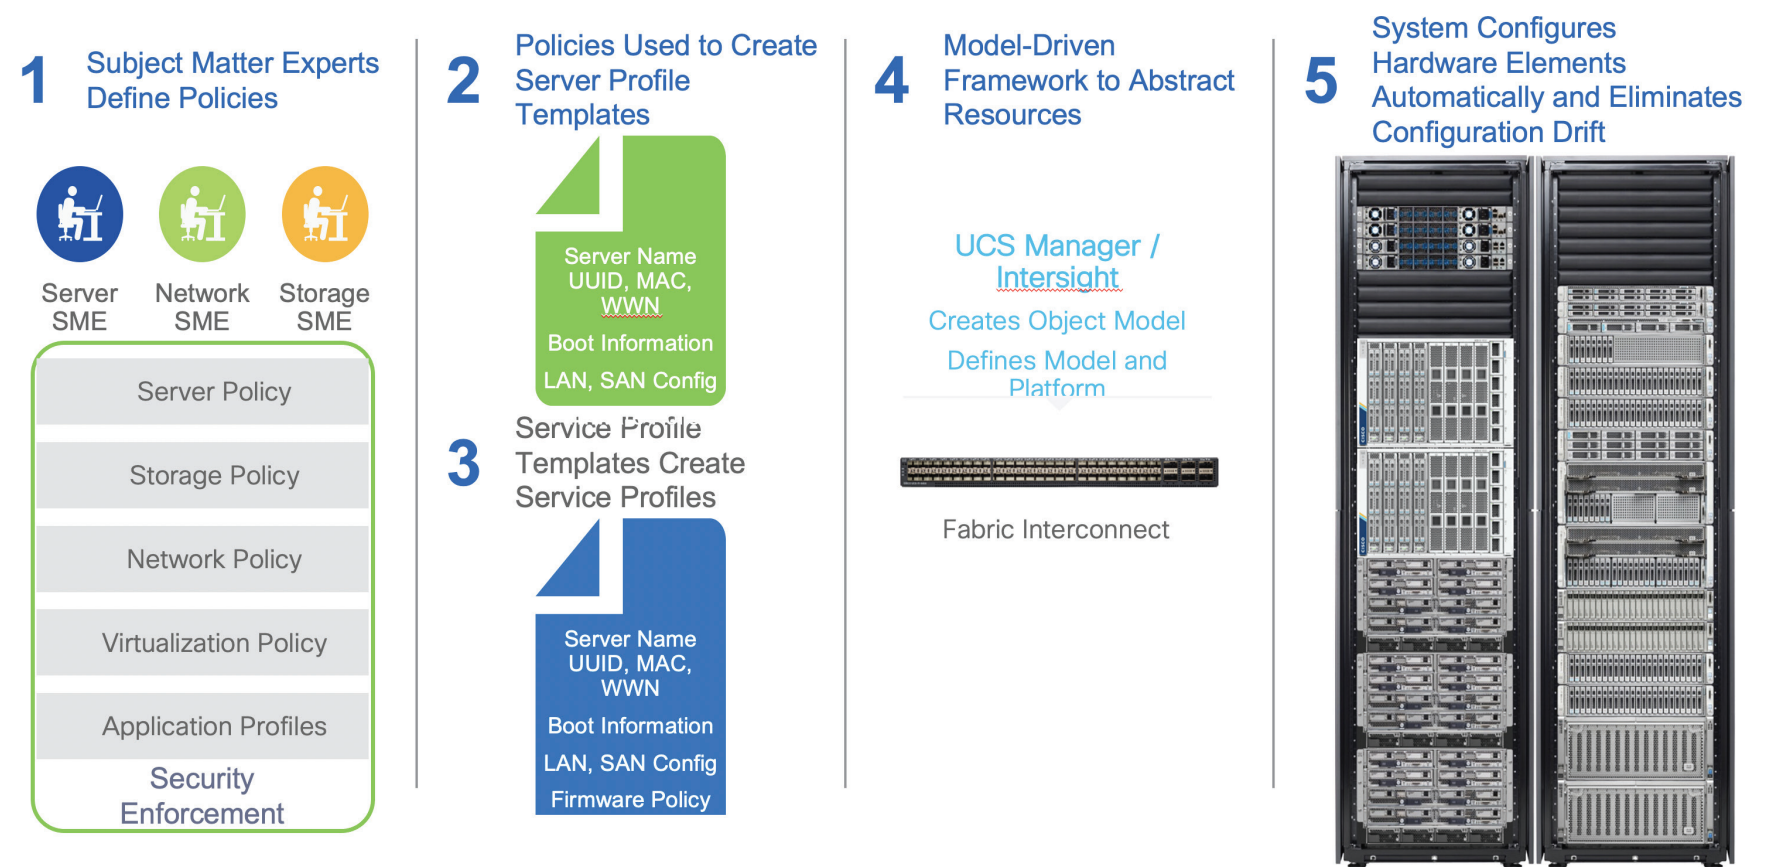 1
Subject Matter Experts
Define Policies
Server
SME
Network
SME
Storage
SME
Server Policy
Storage Policy
Network Policy
Virtualization Policy
Application Profiles
Security
Enforcement
2
Policies Used to Create
Server Profile
Templates
Server Name
UUID, MAC,
WWN
Boot Information
LAN, SAN Config
3
Service Profile
Templates Create
Service Profiles
Server Name
UUID, MAC,
WWN
Boot Information
LAN, SAN Config
Firmware Policy
4
Model-Driven
Framework to Abstract
Resources
UCS Manager /
Intersight
Creates Object Model
Defines Model and
Platform
Fabric Interconnect
5
System Configures
Hardware Elements
Automatically and Eliminates
Configuration Drift
CISCO
CISCO